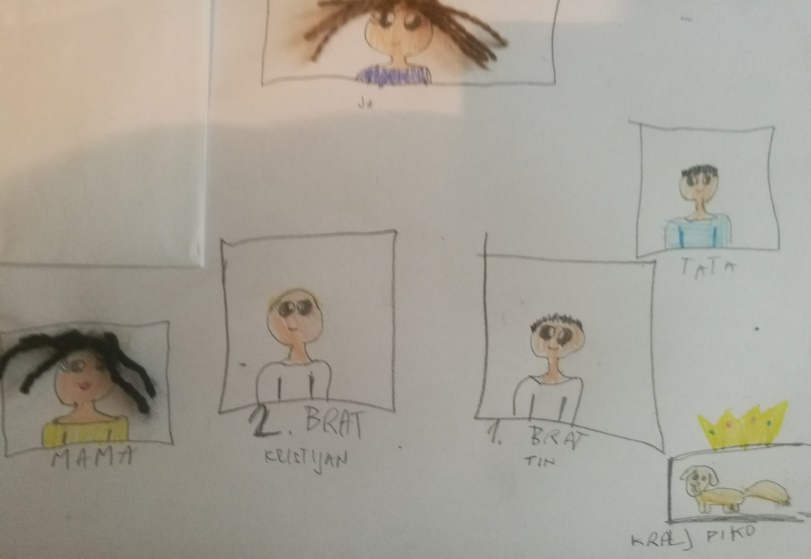 Ja
TATA
2. BRAT
KRISTIJAN
1. BRAT
TIN
MAMA
KRALJ PIKO